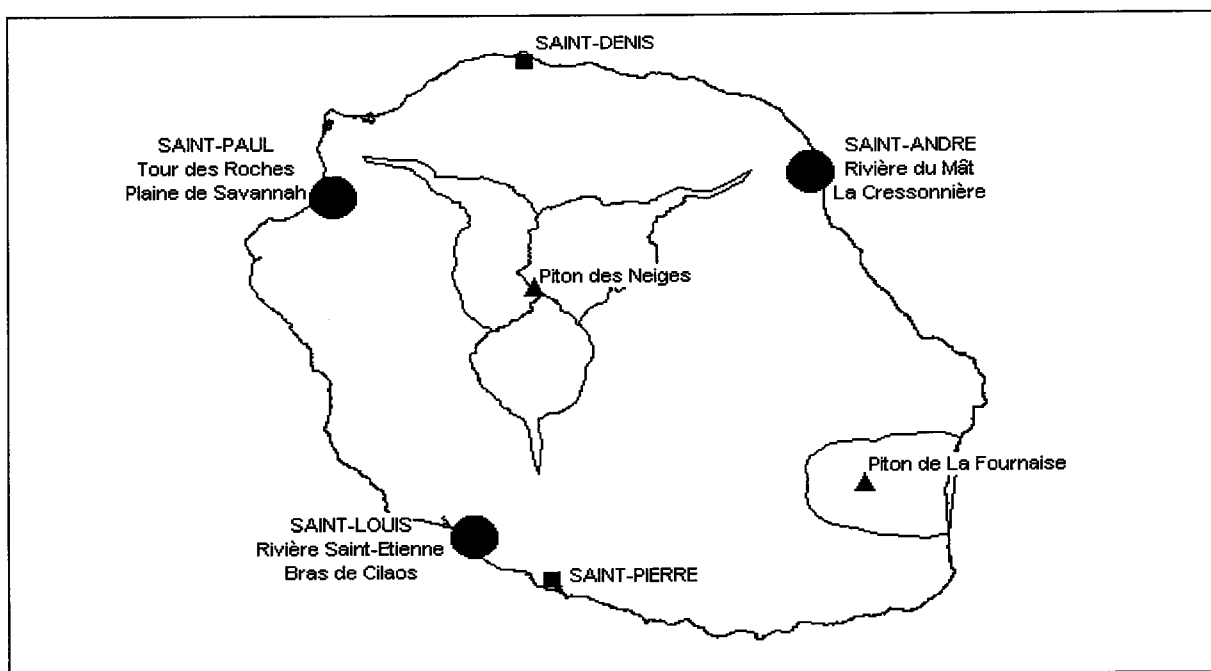 SAINT-DENIS
SAINT-PAUL
Tour des Roches
Plaine de Savannah
SAINT-ANDRE
Rivière du Mât
La Cressonnière
Piton des Neiges
Piton de La Fournaise
SAINT-LOUIS
Rivière Saint-Etienne
Bras de Cilaos
SAINT-PIERRE